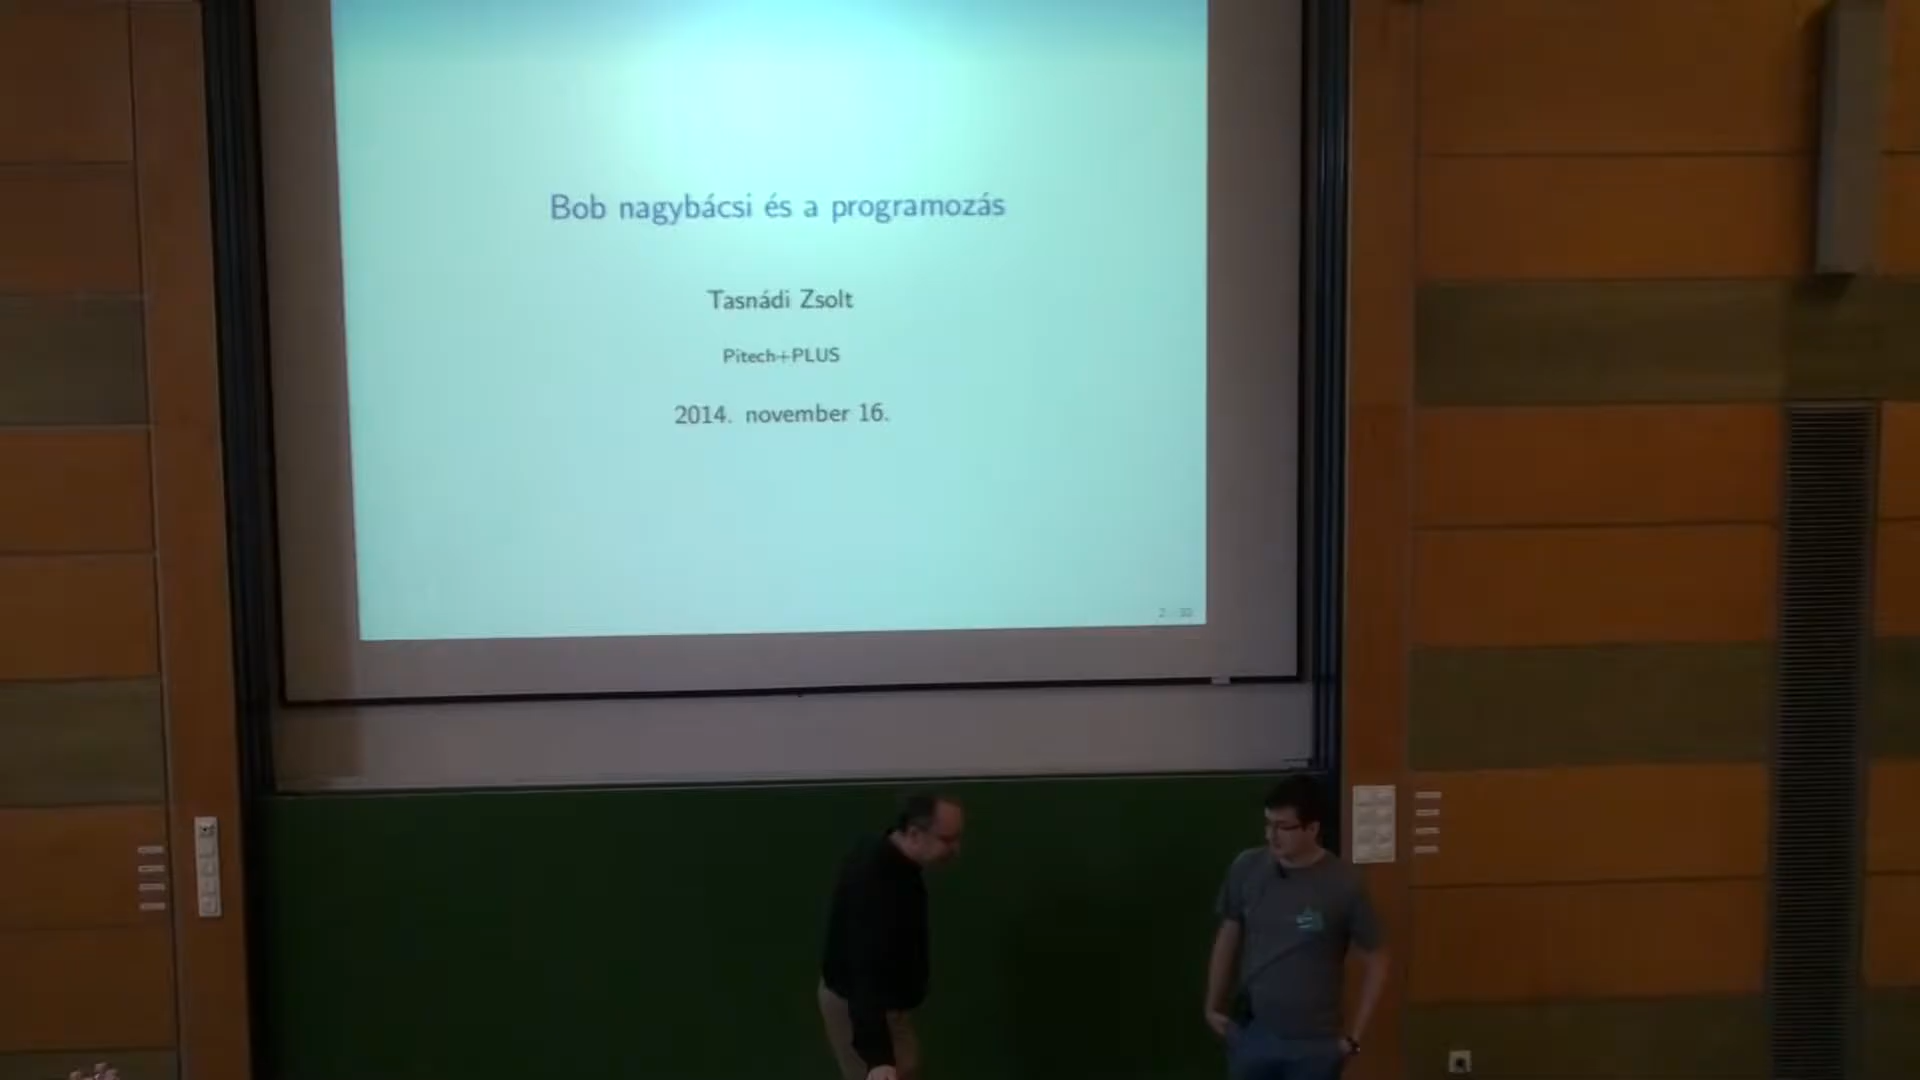 Bob nagybácsi és a programozás
Tasnádi Zsolt
Pitech+PLUS
2014. november 16.